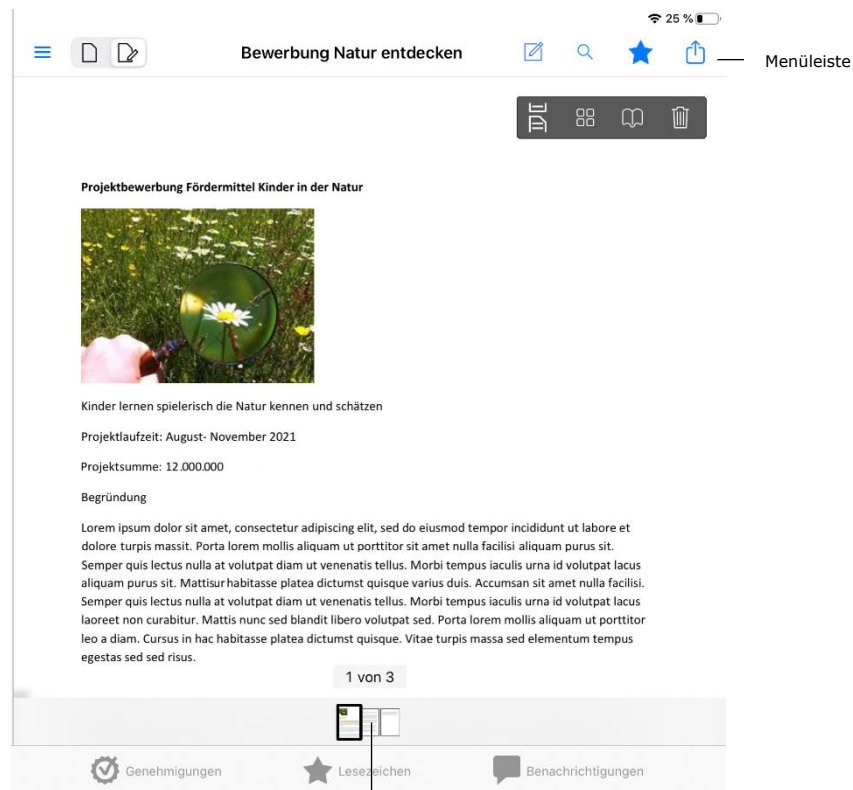 25 %
Bewerbung Natur entdecken
Menüleiste
Projektbewerbung Fördermittel Kinder in der Natur
Kinder lernen spielerisch die Natur kennen und schätzen
Projektlaufzeit: August- November 2021
Projektsumme: 12.000.000
Begründung
Lorem ipsum dolor sit amet, consectetur adipiscing elit, sed do eiusmod tempor incididunt ut labore et
dolore turpis massit. Porta lorem mollis aliquam ut porttitor sit amet nulla facilisi aliquam purus sit.
Semper quis lectus nulla at volutpat diam ut venenatis tellus. Morbi tempus iaculis urna id volutpat lacus
aliquam purus sit. Mattisur habitasse platea dictumst quisque varius duis. Accumsan sit amet nulla facilisi.
Semper quis lectus nulla at volutpat diam ut venenatis tellus. Morbi tempus iaculis urna id volutpat lacus
laoreet non curabitur. Mattis nunc sed blandit libero volutpat sed. Porta lorem mollis aliquam ut porttitor
leo a diam. Cursus in hac habitasse platea dictumst quisque. Vitae turpis massa sed elementum tempus
egestas sed sed risus.
1 von 3
Genehmigungen
Lesezeichen
Benachrichtigungen